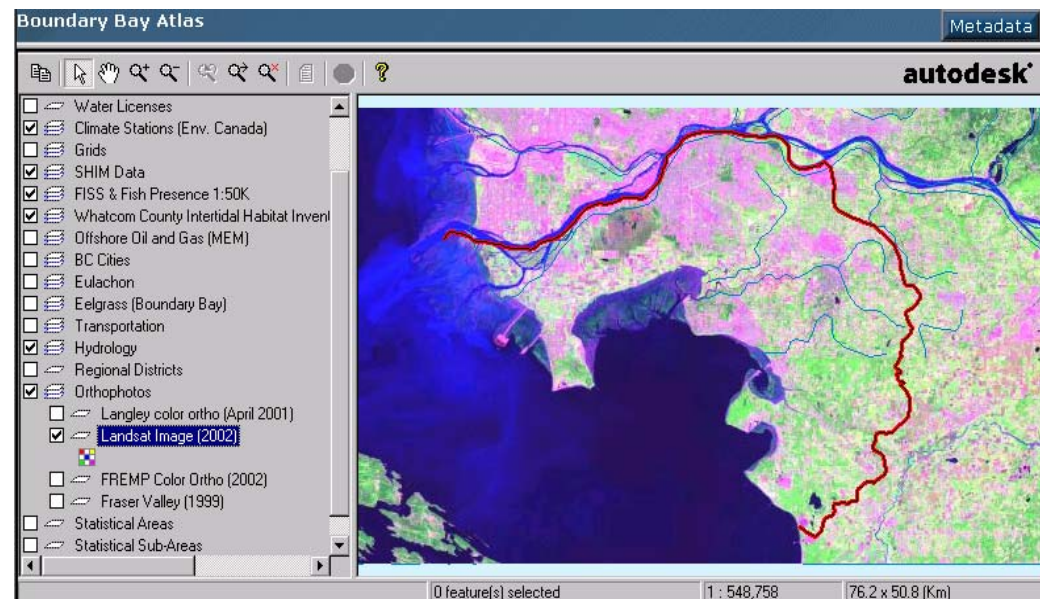 Boundary Bay Atlas
Metadata
autodesk
Water Licenses
Climate Stations (Env. Canada)
Grids
SHIM Data
FISS & Fish Presence 1:50K
Whatcom County Intertidal Habitat Invent
Offshore Oil and Gas (MEM)
BC Cities
Eulachon
Eelgrass (Boundary Bay)
Transportation
Hydrology
Regional Districts
Orthophotos
Langley color ortho (April 2001)
Landsat Image (2002)
FREMP Color Ortho (2002)
Fraser Valley (1999)
Statistical Areas
Statistical Sub-Areas
0 feature(s) selected
1 : 548,758
76.2 x 50.8 (Km)